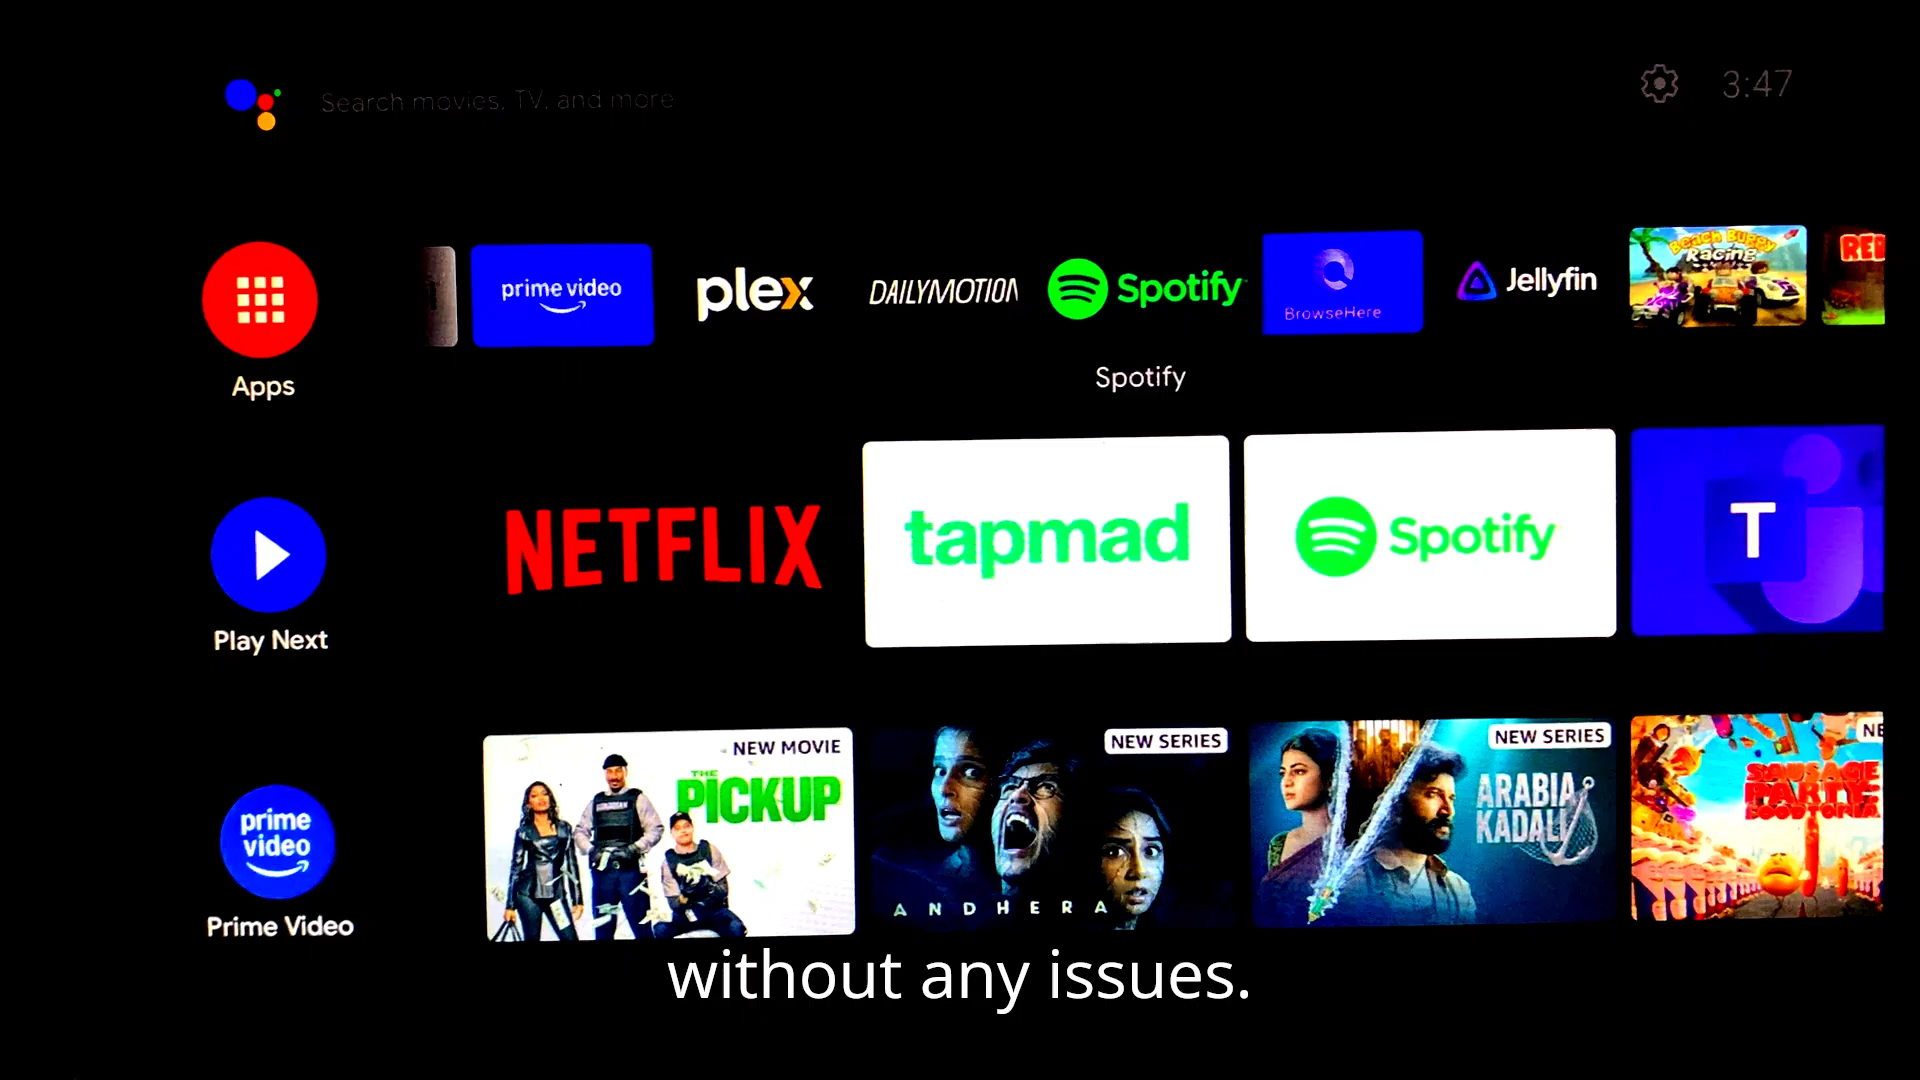 Search movies, TV, and more
3:47
prime video
plex
DAILYMOTION
Spotify
BrowseHere
Jellyfin
Beach Buggy
Racing
RED
Apps
Spotify
NETFLIX
tapmad
Spotify
T
Play Next
NEW MOVIE
THE
PICKUP
NEW SERIES
ANDHERA
NEW SERIES
ARABIA
KADALI
NE
SAUSAGE
PARTY
FOODTOPIA
prime
video
Prime Video
without any issues.